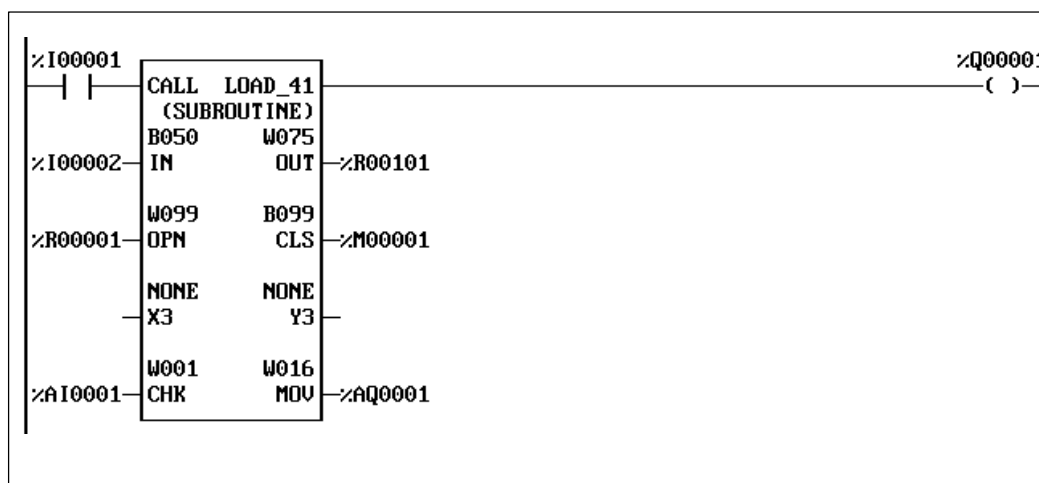 %I00001 %Q00001
CALL LOAD_41
(SUBROUTINE)
B050 W075
%I00002 IN OUT %R00101
W099 B099
%R00001 OPN CLS %M00001
NONE NONE
X3 Y3
W001 W016
%AI0001 CHK MOV %AQ0001